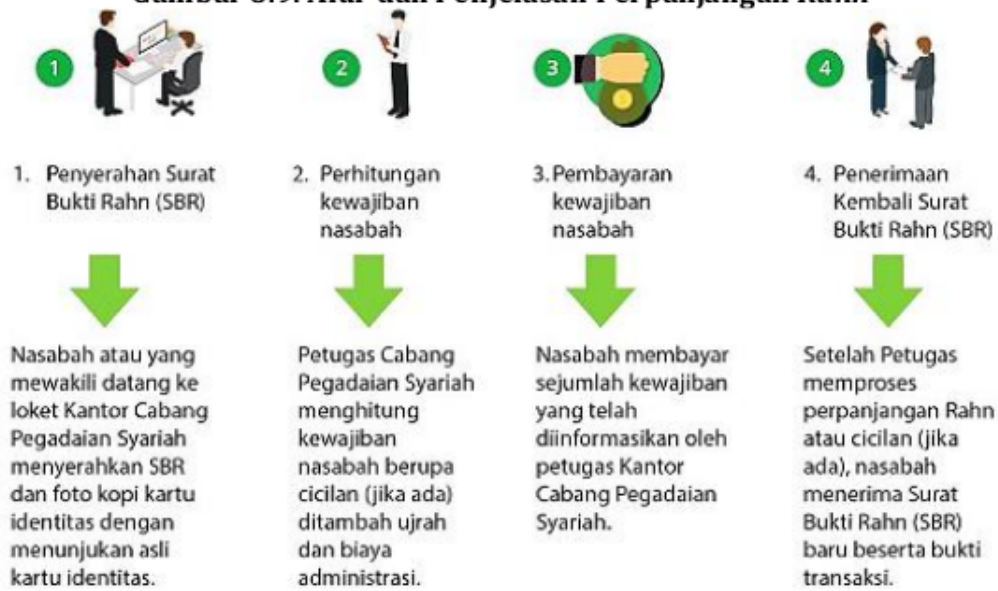 Gambar 8.9. Alur dan Penjelasan Perpanjangan Rahn
1
2
3
4
1. Penyerahan Surat
Bukti Rahn (SBR)
2. Perhitungan
kewajiban
nasabah
3. Pembayaran
kewajiban
nasabah
4. Penerimaan
Kembali Surat
Bukti Rahn (SBR)
Nasabah atau yang
mewakili datang ke
loket Kantor Cabang
Pegadaian Syariah
menyerahkan SBR
dan foto kopi kartu
identitas dengan
menunjukan asli
kartu identitas.
Petugas Cabang
Pegadaian Syariah
menghitung
kewajiban
nasabah berupa
cicilan (jika ada)
ditambah ujrah
dan biaya
administrasi.
Nasabah membayar
sejumlah kewajiban
yang telah
diinformasikan oleh
petugas Kantor
Cabang Pegadaian
Syariah.
Setelah Petugas
memproses
perpanjangan Rahn
atau cicilan (jika
ada), nasabah
menerima Surat
Bukti Rahn (SBR)
baru beserta bukti
transaksi.